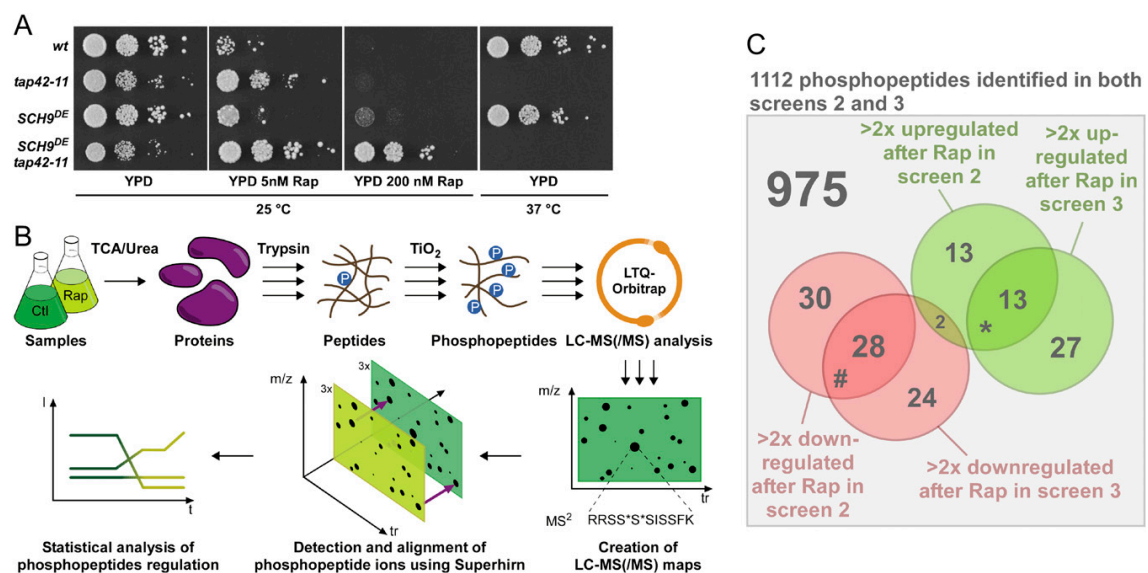 A
wt
tap42-11
SCH9DE
SCH9DE
tap42-11
YPD
YPD 5nM Rap
YPD 200 nM Rap
YPD
25 °C
37 °C
B
TCA/Urea
Trypsin
TiO2
Ctl
Rap
P
P
P
P
P
LTQ-
Orbitrap
Samples
Proteins
Peptides
Phosphopeptides
LC-MS(/MS) analysis
I
t
m/z
3x
3x
tr
m/z
tr
MS2
RRSS*S*SISSFK
Statistical analysis of
phosphopeptides regulation
Detection and alignment of
phosphopeptide ions using Superhirn
Creation of
LC-MS(/MS) maps
C
1112 phosphopeptides identified in both
screens 2 and 3
975
>2x upregulated
after Rap in
screen 2
>2x up-
regulated
after Rap in
screen 3
13
13
*
27
2
30
28
#
24
>2x down-
regulated
after Rap in
screen 2
>2x downregulated
after Rap in screen 3